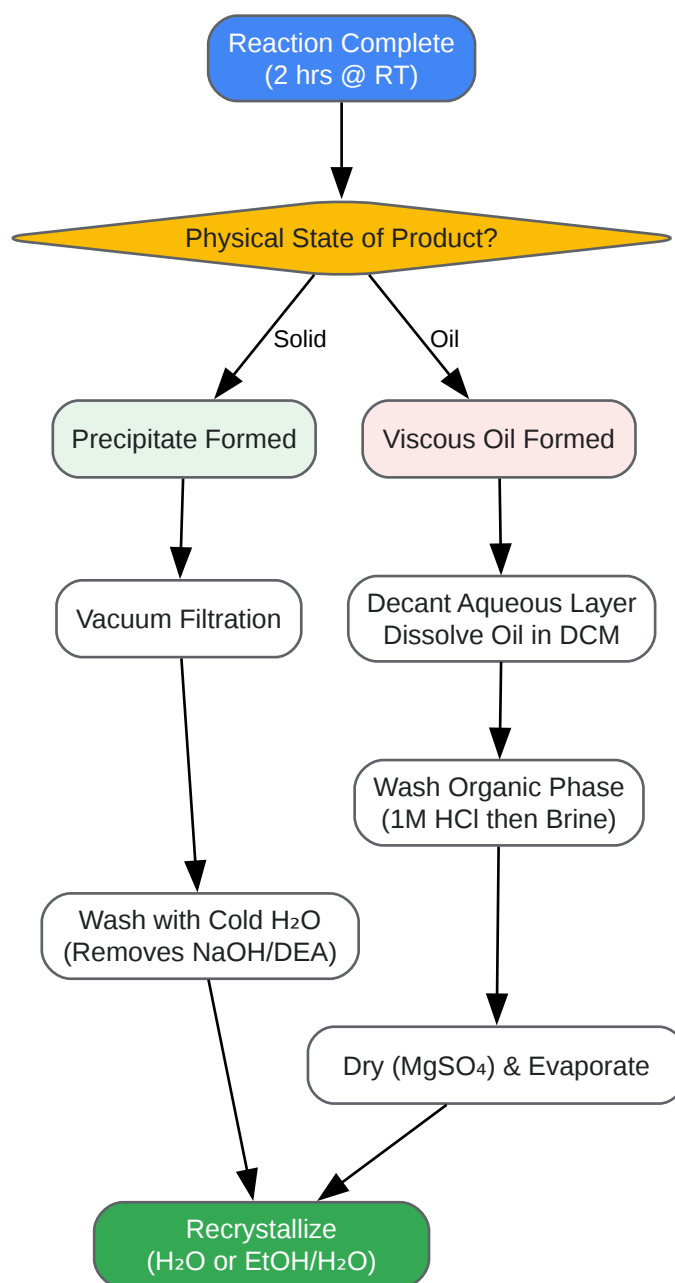 Reaction Complete
(2 hrs @ RT)
Physical State of Product?
Solid
Oil
Precipitate Formed
Viscous Oil Formed
Vacuum Filtration
Decant Aqueous Layer
Dissolve Oil in DCM
Wash Organic Phase
(1M HCl then Brine)
Wash with Cold H₂O
(Removes NaOH/DEA)
Dry (MgSO₄) & Evaporate
Recrystallize
(H₂O or EtOH/H₂O)